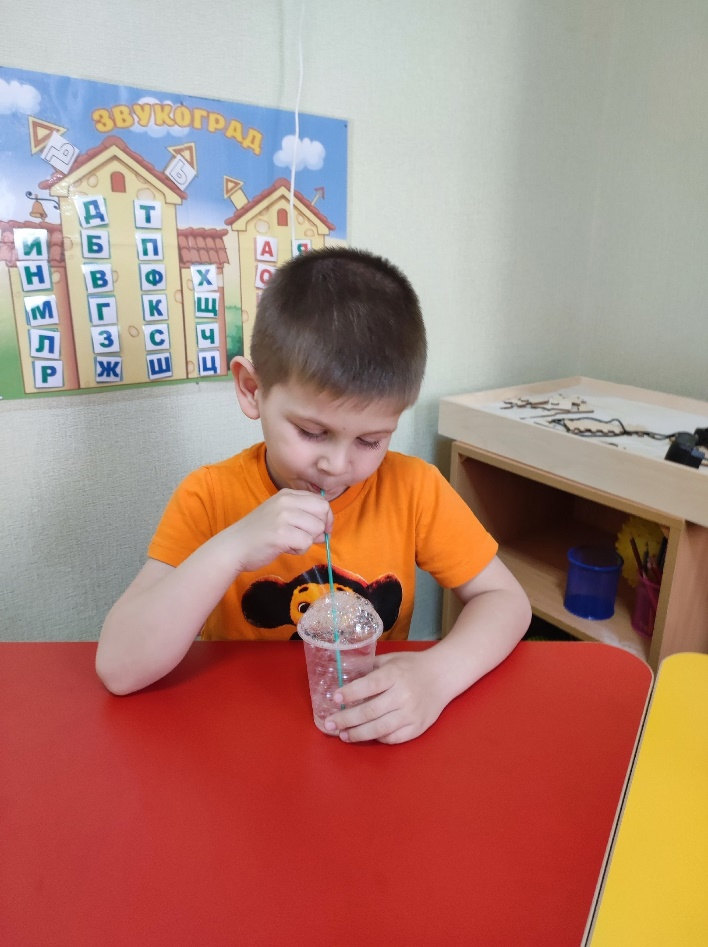 ЗВУКОГРАД
Ъ Ь
Д Т
И Б П А Я
Н В Ф Х О
М Г К Щ
Л З С Ч
Р Ж Ш Ц